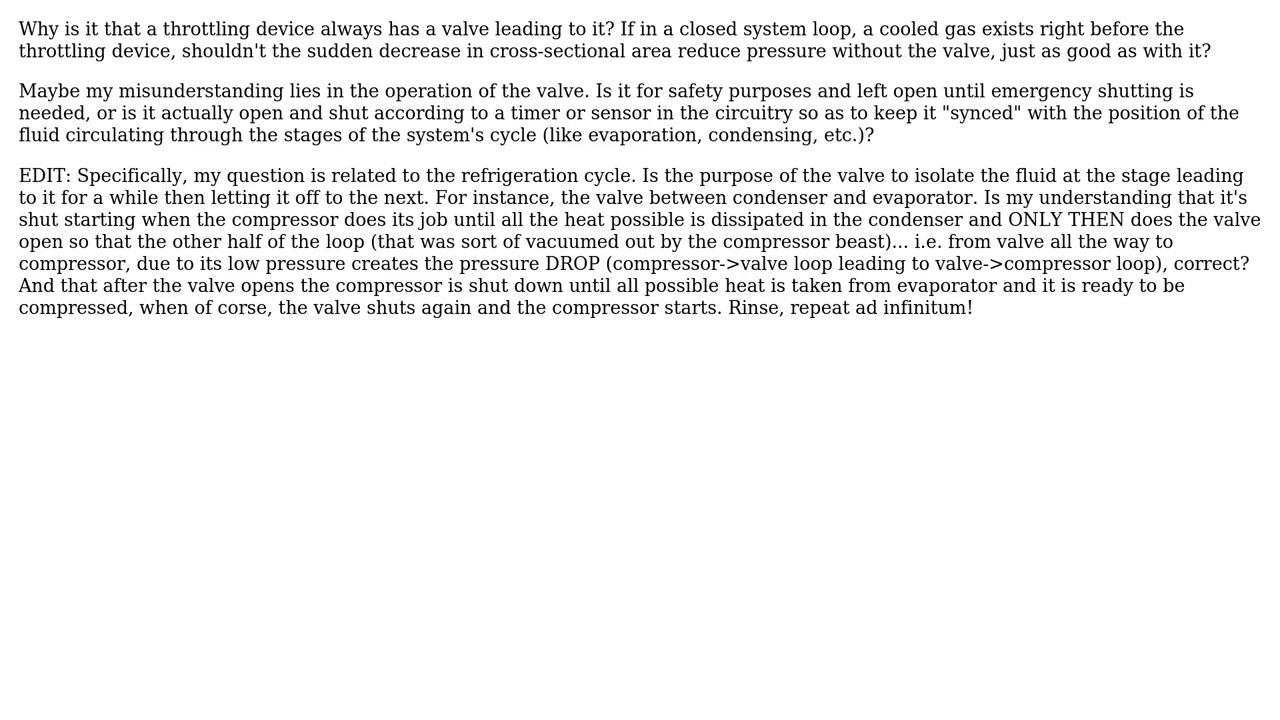 Why is it that a throttling device always has a valve leading to it? If in a closed system loop, a cooled gas exists right before the
throttling device, shouldn't the sudden decrease in cross-sectional area reduce pressure without the valve, just as good as with it?
Maybe my misunderstanding lies in the operation of the valve. Is it for safety purposes and left open until emergency shutting is
needed, or is it actually open and shut according to a timer or sensor in the circuitry so as to keep it "synced" with the position of the
fluid circulating through the stages of the system's cycle (like evaporation, condensing, etc.)?
EDIT: Specifically, my question is related to the refrigeration cycle. Is the purpose of the valve to isolate the fluid at the stage leading
to it for a while then letting it off to the next. For instance, the valve between condenser and evaporator. Is my understanding that it's
shut starting when the compressor does its job until all the heat possible is dissipated in the condenser and ONLY THEN does the valve
open so that the other half of the loop (that was sort of vacuumed out by the compressor beast)... i.e. from valve all the way to
compressor, due to its low pressure creates the pressure DROP (compressor->valve loop leading to valve->compressor loop), correct?
And that after the valve opens the compressor is shut down until all possible heat is taken from evaporator and it is ready to be
compressed, when of corse, the valve shuts again and the compressor starts. Rinse, repeat ad infinitum!